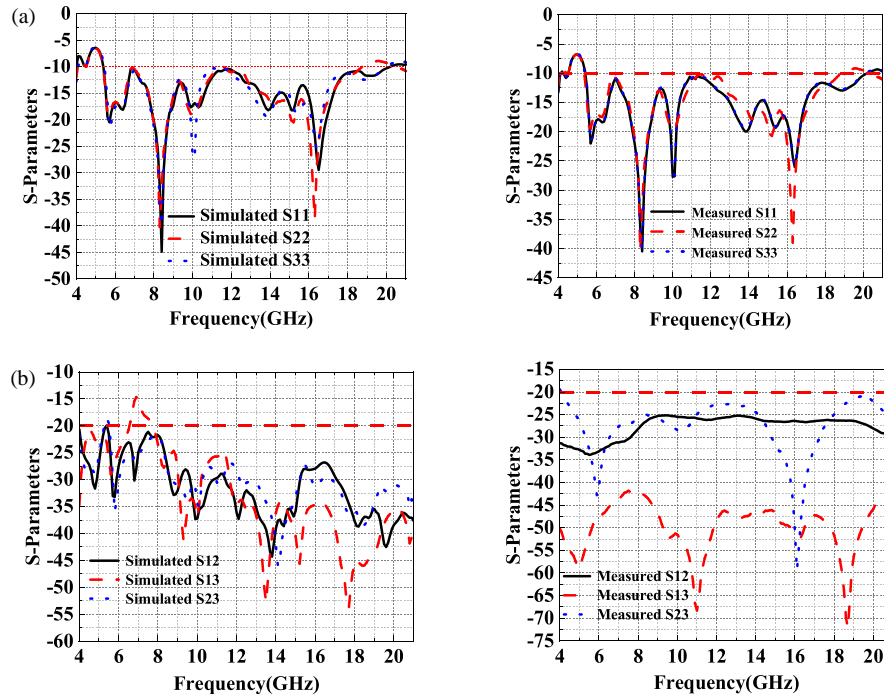 (a)
0
-5
-10
-15
-20
-25
-30
-35
-40
-45
-50
S-Parameters
Simulated S11
Simulated S22
Simulated S33
4 6 8 10 12 14 16 18 20
Frequency(GHz)
0
-5
-10
-15
-20
-25
-30
-35
-40
-45
S-Parameters
Measured S11
Measured S22
Measured S33
4 6 8 10 12 14 16 18 20
Frequency(GHz)
(b)
-10
-15
-20
-25
-30
-35
-40
-45
-50
-55
-60
S-Parameters
Simulated S12
Simulated S13
Simulated S23
4 6 8 10 12 14 16 18 20
Frequency(GHz)
-15
-20
-25
-30
-35
-40
-45
-50
-55
-60
-65
-70
-75
S-Parameters
Measured S12
Measured S13
Measured S23
4 6 8 10 12 14 16 18 20
Frequency(GHz)